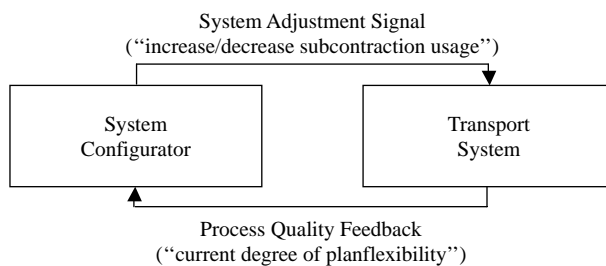 System Adjustment Signal
(‘‘increase/decrease subcontraction usage’’)
System
Configurator
Transport
System
Process Quality Feedback
(‘‘current degree of planflexibility’’)